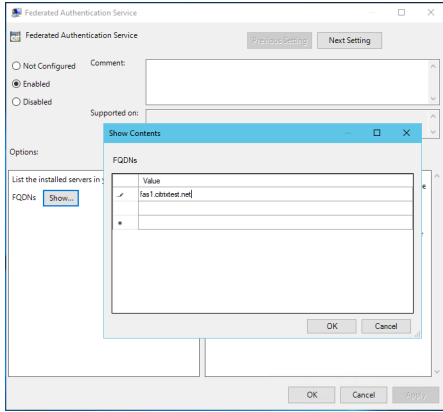 Federated Authentication Service
Federated Authentication Service
Previous Setting
Next Setting
Not Configured
Comment:
Enabled
Disabled
Supported on:
Options:
List the installed servers in
FQDNs
Show...
Show Contents
FQDNs
Value
fas1.citrixtest.net
OK
Cancel
OK
Cancel
Apply